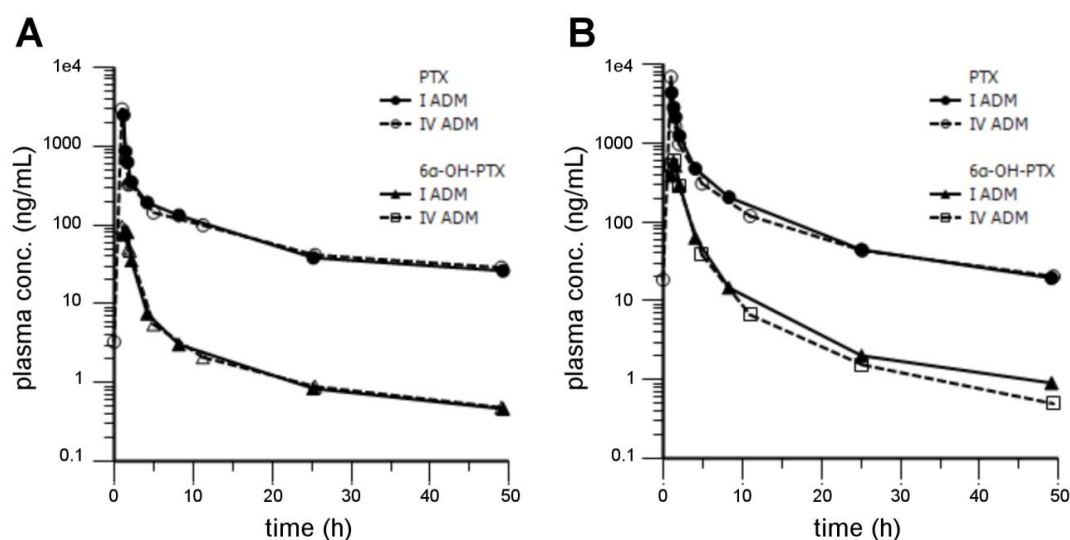 A
plasma conc. (ng/mL)
1e4
1000
100
10
1
0.1
0 10 20 30 40 50
time (h)
PTX
I ADM
IV ADM
6α-OH-PTX
I ADM
IV ADM
B
plasma conc. (ng/mL)
1e4
1000
100
10
1
0.1
0 10 20 30 40 50
time (h)
PTX
I ADM
IV ADM
6α-OH-PTX
I ADM
IV ADM